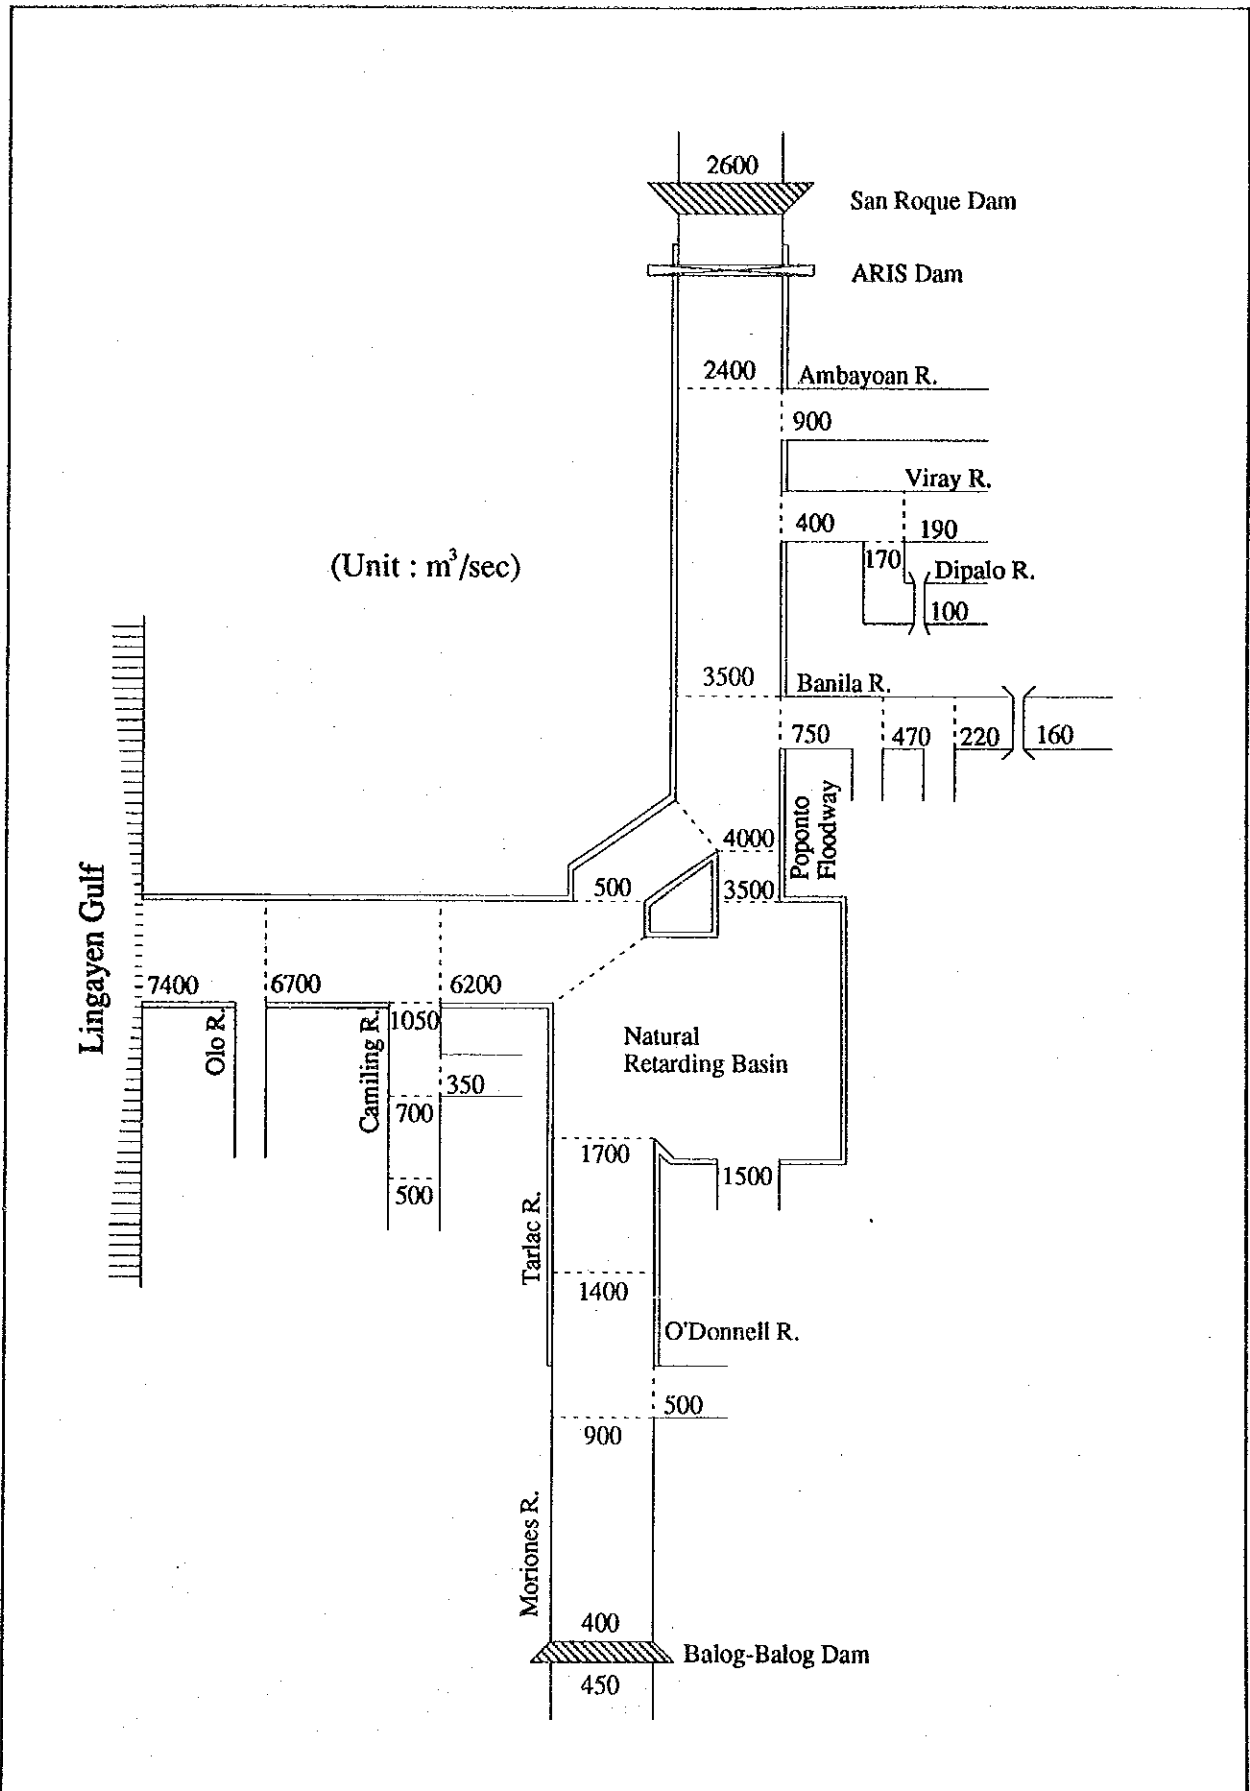 2600
San Roque Dam
ARIS Dam
2400
Ambayoan R.
900
Viray R.
400
190
(Unit : m³/sec)
170
Dipalo R.
100
3500
Banila R.
750
470
220
160
Poponto
Floodway
4000
500
3500
Lingayen Gulf
7400
6700
6200
Olo R.
Camiling R.
1050
Natural
Retarding Basin
350
700
1700
1500
500
Tarlac R.
1400
O'Donnell R.
500
900
Moriones R.
400
Balog-Balog Dam
450